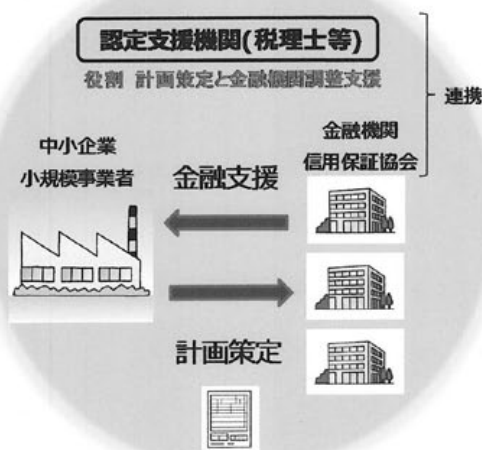 認定支援機関(税理士等)
役割 計画策定と金融機関調整支援
連携
中小企業
小規模事業者
金融支援
金融機関
信用保証協会
計画策定